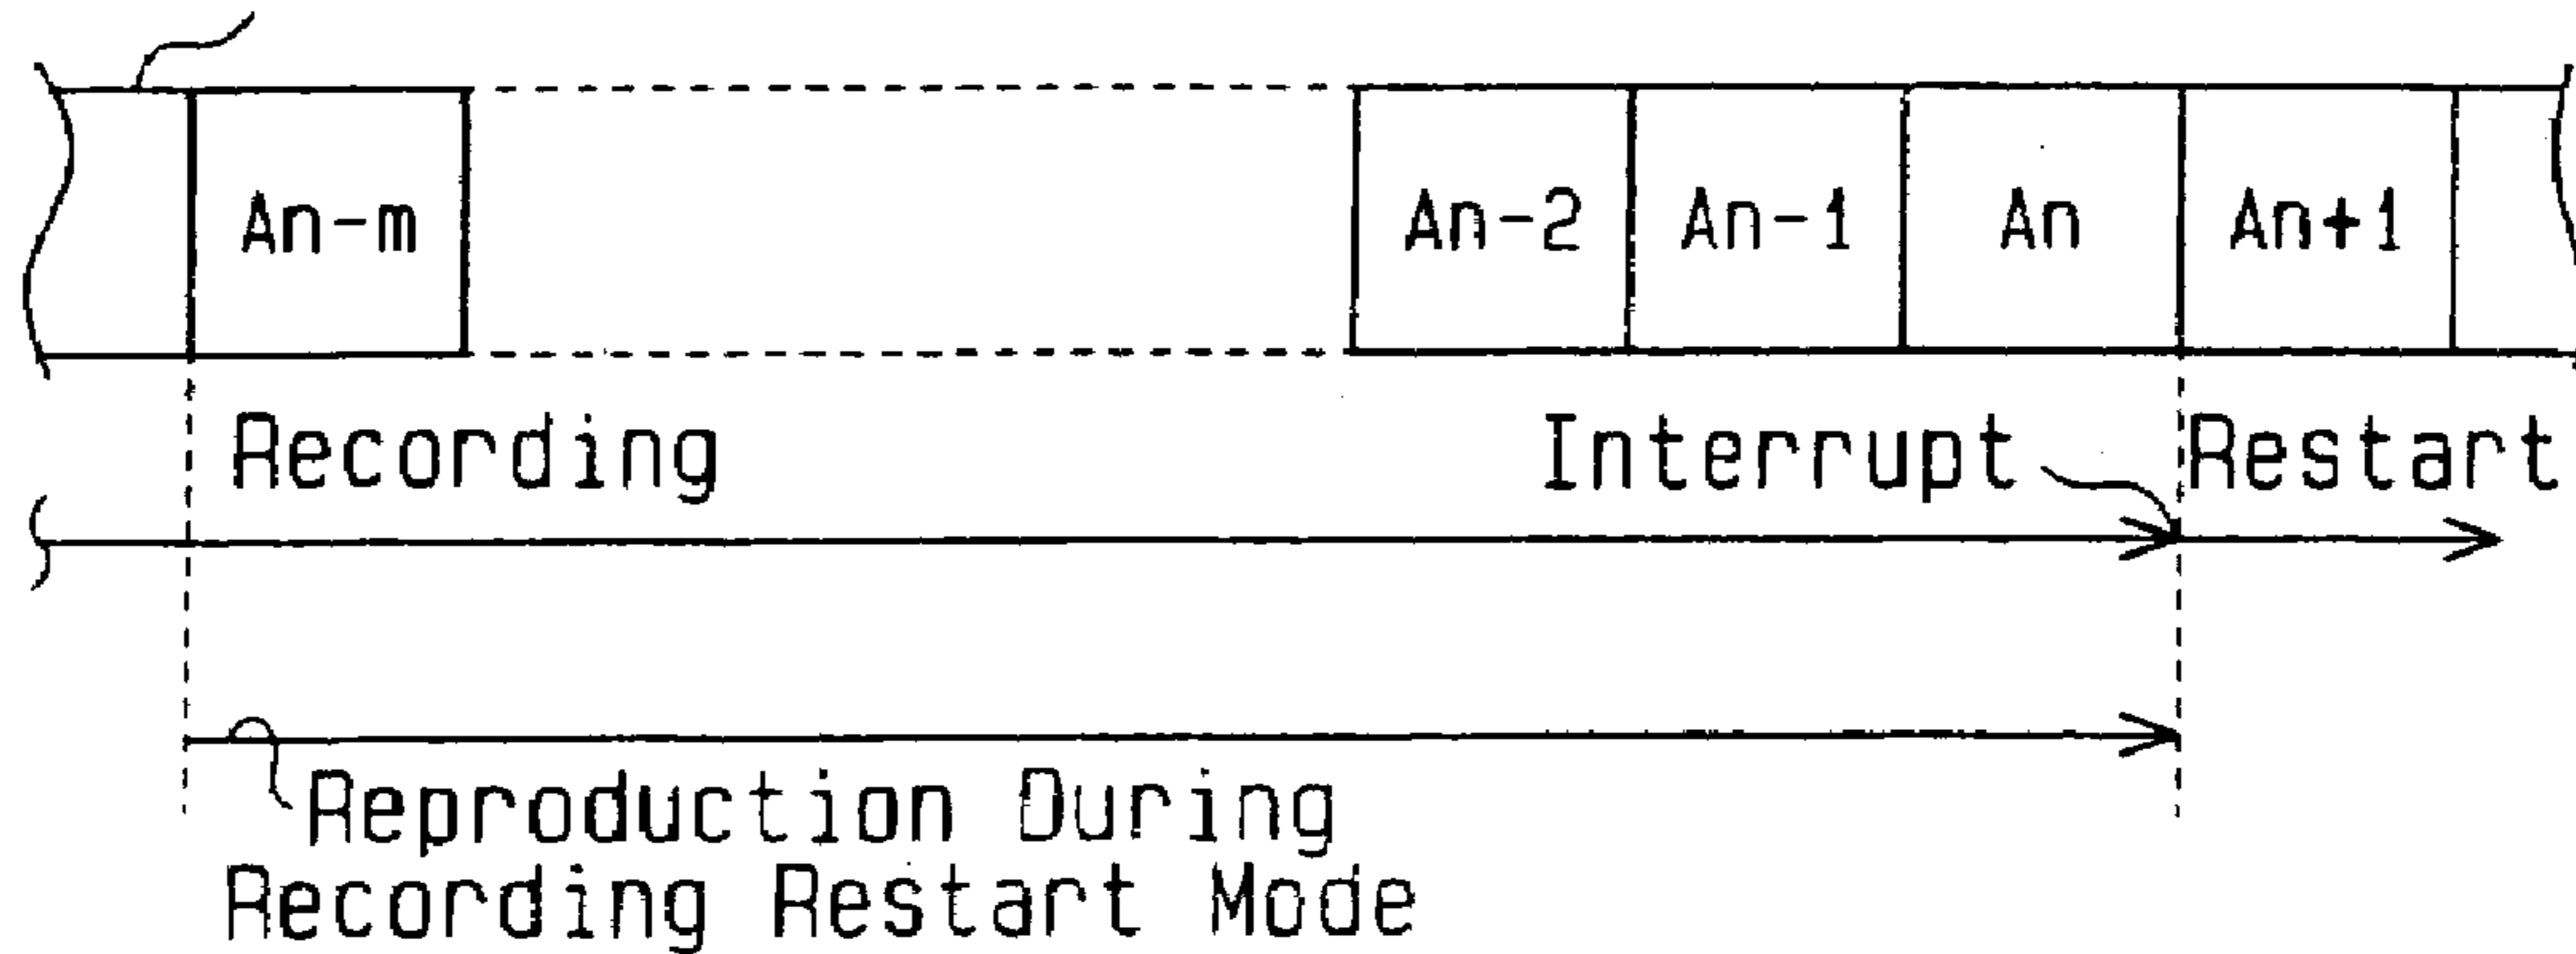 An-m An-2 An-1 An An+1
Recording Interrupt Restart
Reproduction During
Recording Restart Mode